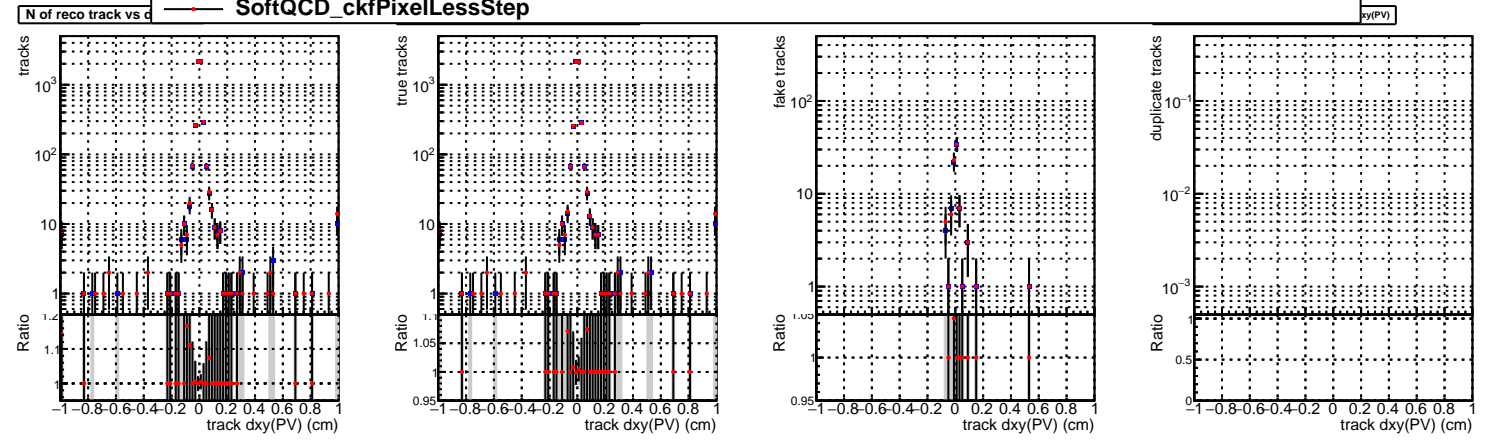 SoftQCD_ckfPixelLessStep
N of reco track vs d
xy(PV)
tracks
10³
10²
10
1
Ratio
1.2
1.1
1
−1 −0.8 −0.6 −0.4 −0.2 0 0.2 0.4 0.6 0.8 1
track dxy(PV) (cm)
true tracks
10³
10²
10
1
Ratio
1.1
1.05
1
0.95
−1 −0.8 −0.6 −0.4 −0.2 0 0.2 0.4 0.6 0.8 1
track dxy(PV) (cm)
fake tracks
10²
10
1
Ratio
1.05
1
0.95
−1 −0.8 −0.6 −0.4 −0.2 0 0.2 0.4 0.6 0.8 1
track dxy(PV) (cm)
duplicate tracks
10⁻¹
10⁻²
10⁻³
Ratio
1
0.5
0
−1 −0.8 −0.6 −0.4 −0.2 0 0.2 0.4 0.6 0.8 1
track dxy(PV) (cm)